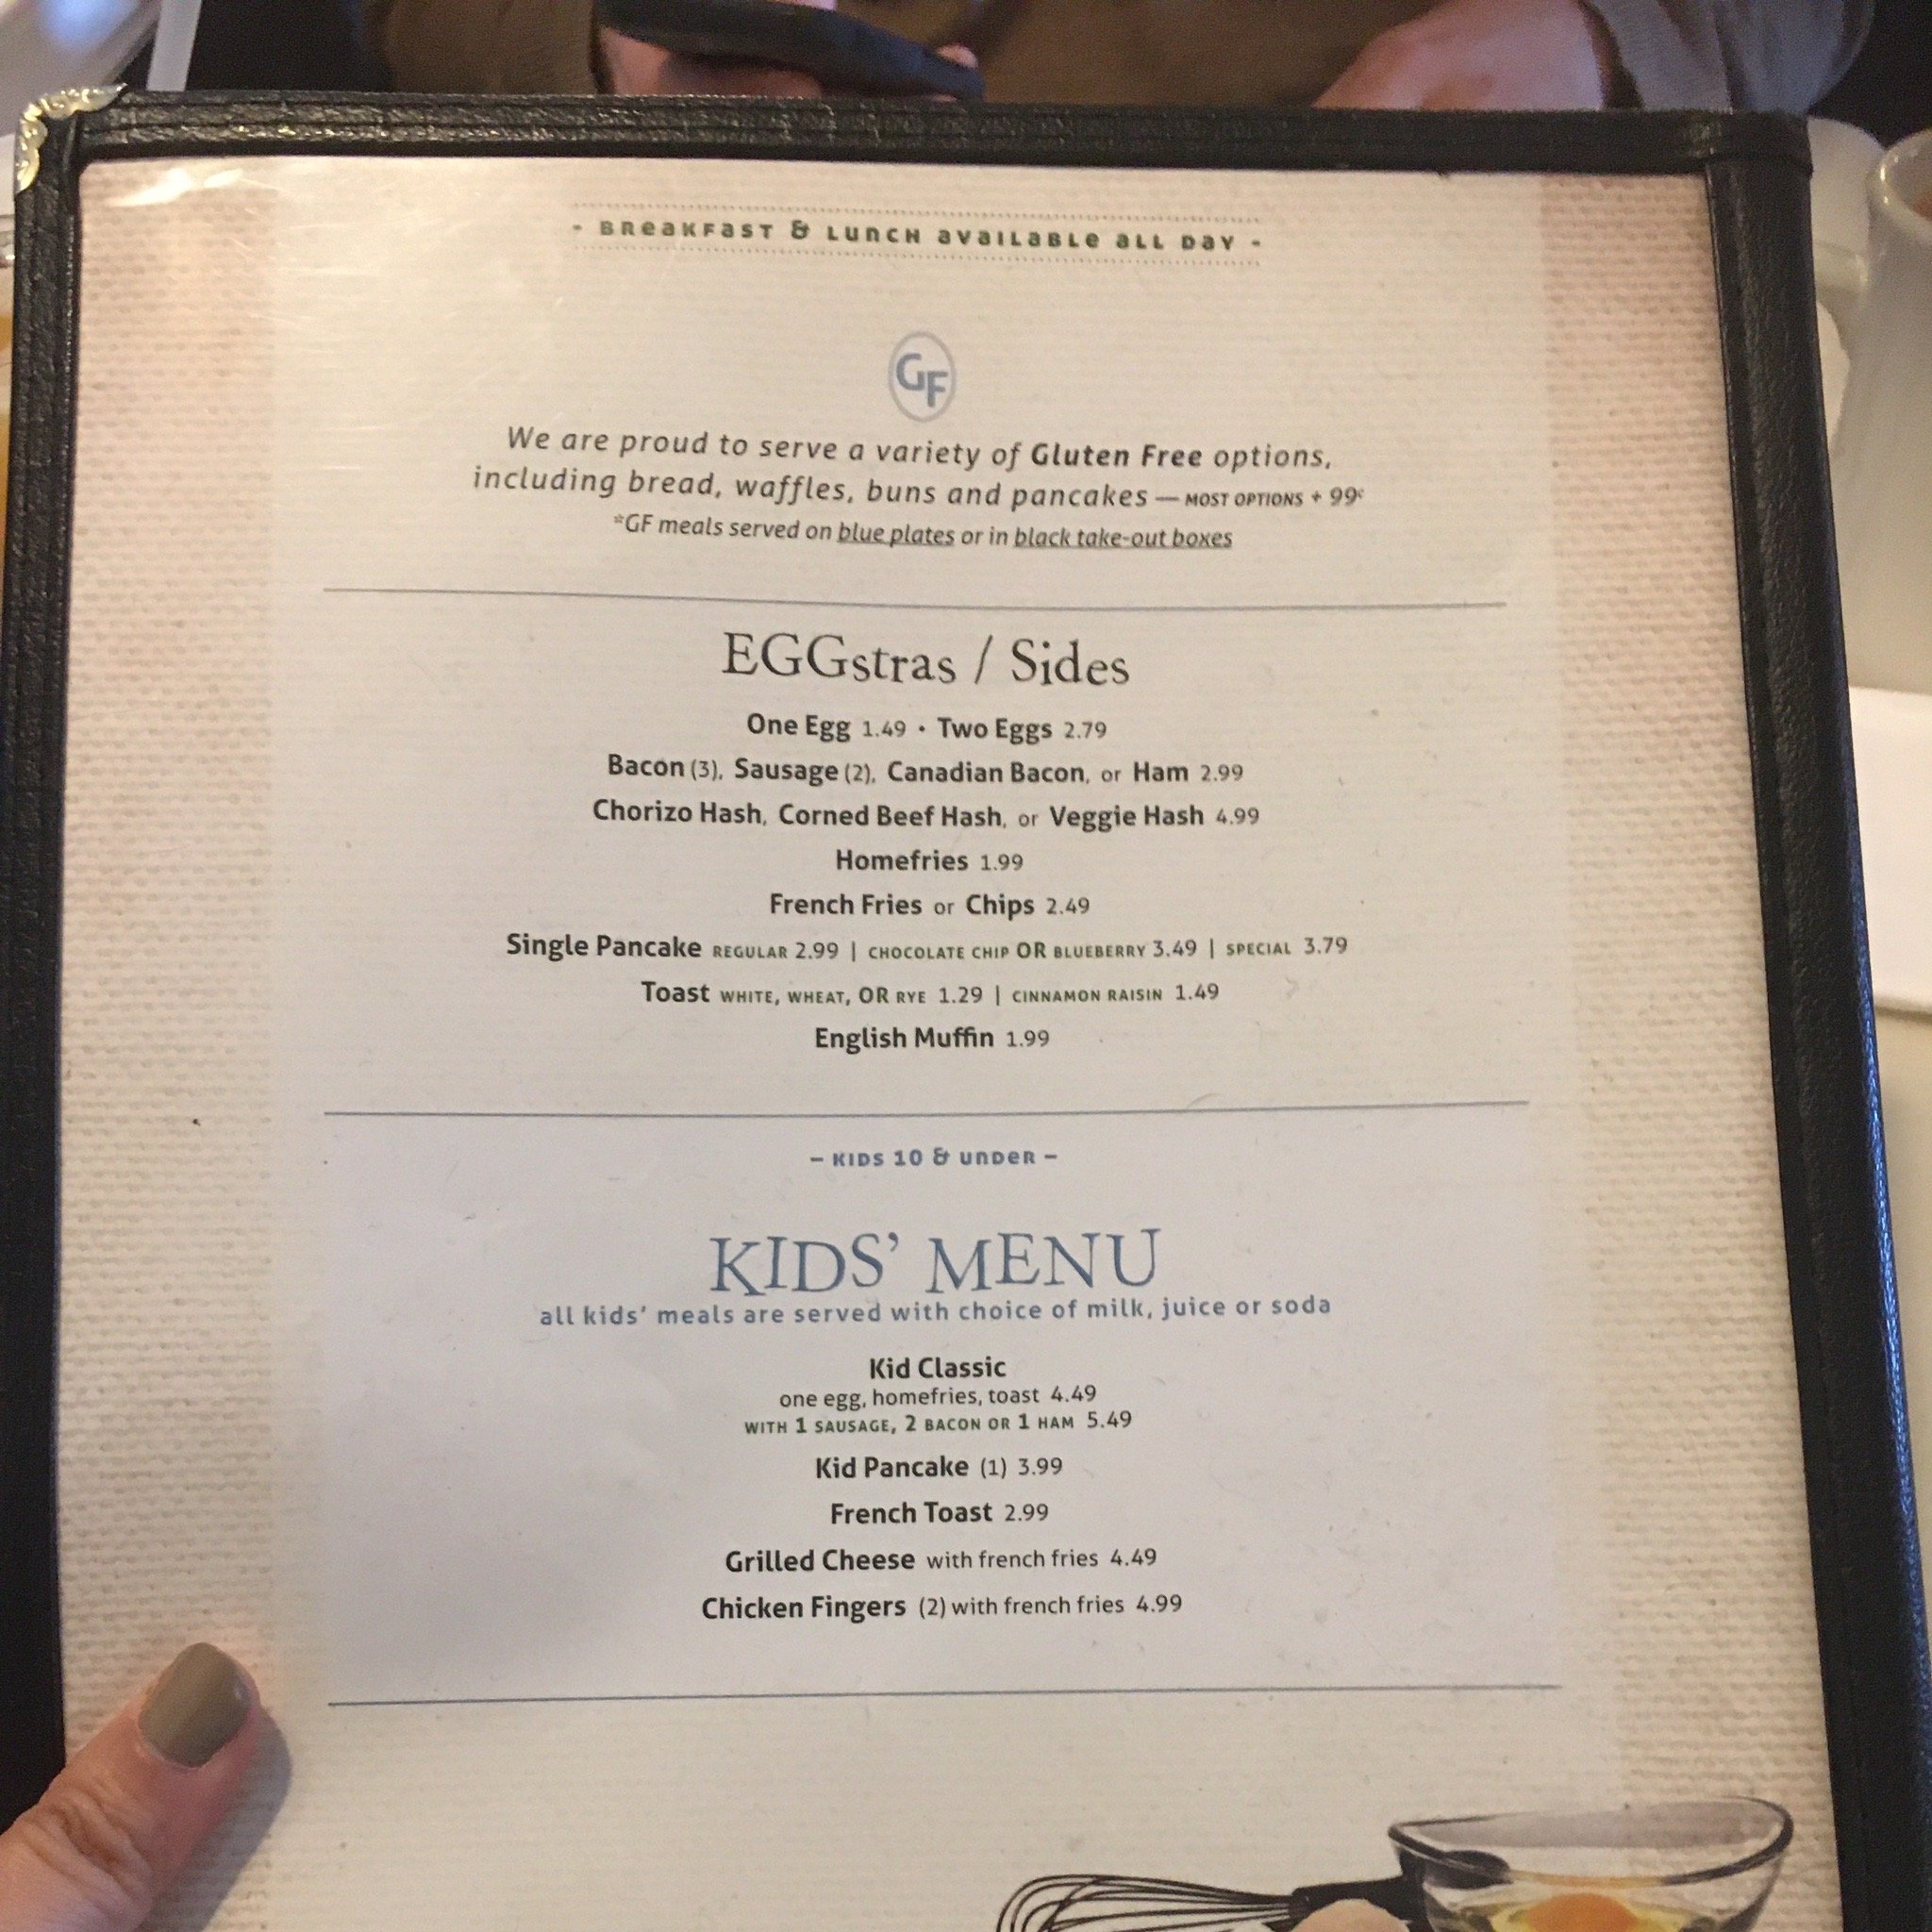 - BREAKFAST & LUNCH AVAILABLE ALL DAY -
GF
We are proud to serve a variety of Gluten Free options,
including bread, waffles, buns and pancakes — MOST OPTIONS + 99¢
*GF meals served on blue plates or in black take-out boxes
EGGstras / Sides
One Egg 1.49 • Two Eggs 2.79
Bacon (3), Sausage (2), Canadian Bacon, or Ham 2.99
Chorizo Hash, Corned Beef Hash, or Veggie Hash 4.99
Homefries 1.99
French Fries or Chips 2.49
Single Pancake REGULAR 2.99 | CHOCOLATE CHIP OR BLUEBERRY 3.49 | SPECIAL 3.79
Toast WHITE, WHEAT, OR RYE 1.29 | CINNAMON RAISIN 1.49
English Muffin 1.99
– KIDS 10 & UNDER –
KIDS' MENU
all kids' meals are served with choice of milk, juice or soda
Kid Classic
one egg, homefries, toast 4.49
WITH 1 SAUSAGE, 2 BACON OR 1 HAM 5.49
Kid Pancake (1) 3.99
French Toast 2.99
Grilled Cheese with french fries 4.49
Chicken Fingers (2) with french fries 4.99